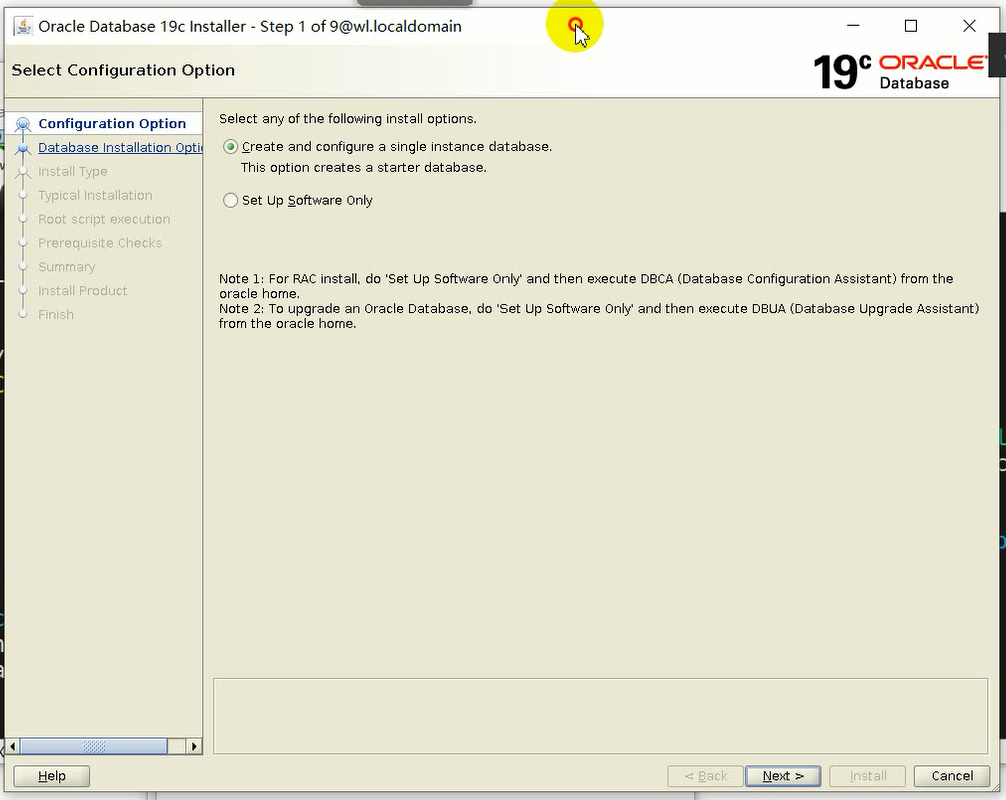 Oracle Database 19c Installer - Step 1 of 9@wl.localdomain
Select Configuration Option
19c ORACLE
Database
Configuration Option
Database Installation Opti
Install Type
Typical Installation
Root script execution
Prerequisite Checks
Summary
Install Product
Finish
Select any of the following install options.
Create and configure a single instance database.
This option creates a starter database.
Set Up Software Only
Note 1: For RAC install, do 'Set Up Software Only' and then execute DBCA (Database Configuration Assistant) from the
oracle home.
Note 2: To upgrade an Oracle Database, do 'Set Up Software Only' and then execute DBUA (Database Upgrade Assistant)
from the oracle home.
Help
< Back
Next >
Install
Cancel